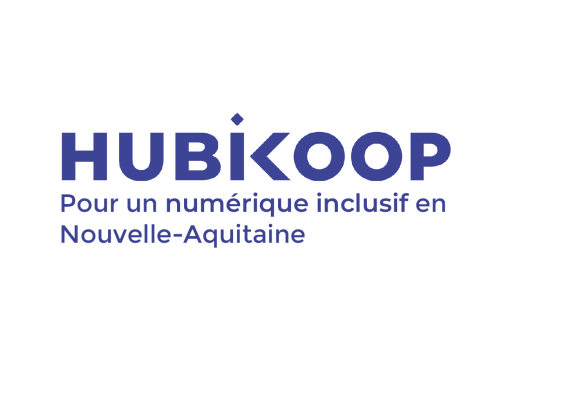 HUBiKOOP
Pour un numérique inclusif en
Nouvelle-Aquitaine